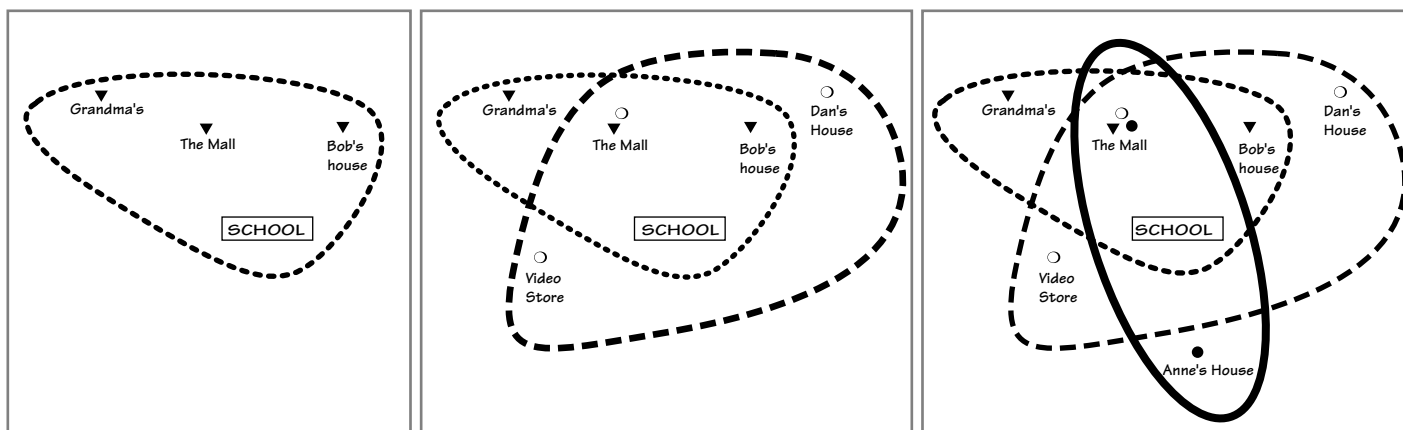 Grandma's
The Mall
Bob's
house
SCHOOL
Grandma's
The Mall
Bob's
house
Dan's
House
SCHOOL
Video
Store
Grandma's
The Mall
Bob's
house
Dan's
House
SCHOOL
Video
Store
Anne's House